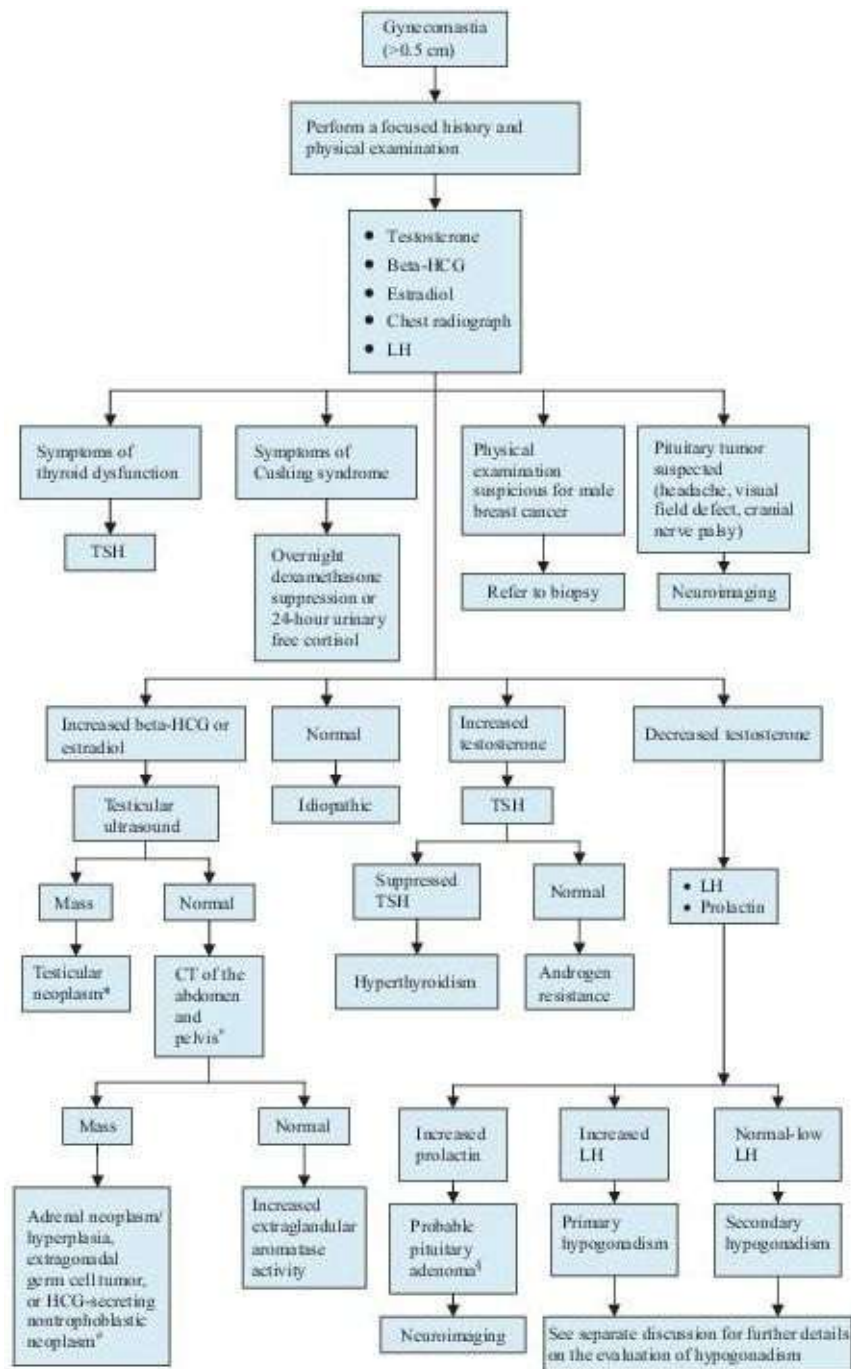 Gynecomastia
(>0.5 cm)
Perform a focused history and
physical examination
● Testosterone
● Beta-HCG
● Estradiol
● Chest radiograph
● LH
Symptoms of
thyroid dysfunction
Symptoms of
Cushing syndrome
Physical
examination
suspicious for male
breast cancer
Pituitary tumor
suspected
(headache, visual
field defect, cranial
nerve palsy)
TSH
Overnight
dexamethasone
suppression or
24-hour urinary
free cortisol
Refer to biopsy
Neuroimaging
Increased beta-HCG or
estradiol
Normal
Increased
testosterone
Decreased testosterone
Testicular
ultrasound
Idiopathic
TSH
Mass
Normal
Suppressed
TSH
Normal
● LH
● Prolactin
Testicular
neoplasm*
CT of the
abdomen
and
pelvis
Hyperthyroidism
Androgen
resistance
Mass
Normal
Increased
prolactin
Increased
LH
Normal-low
LH
Adrenal neoplasm/
hyperplasia,
extragonadal
germ cell tumor,
or HCG-secreting
nontrophoblastic
neoplasm#
Increased
extraglandular
aromatase
activity
Probable
pituitary
adenoma§
Primary
hypogonadism
Secondary
hypogonadism
Neuroimaging
See separate discussion for further details
on the evaluation of hypogonadism